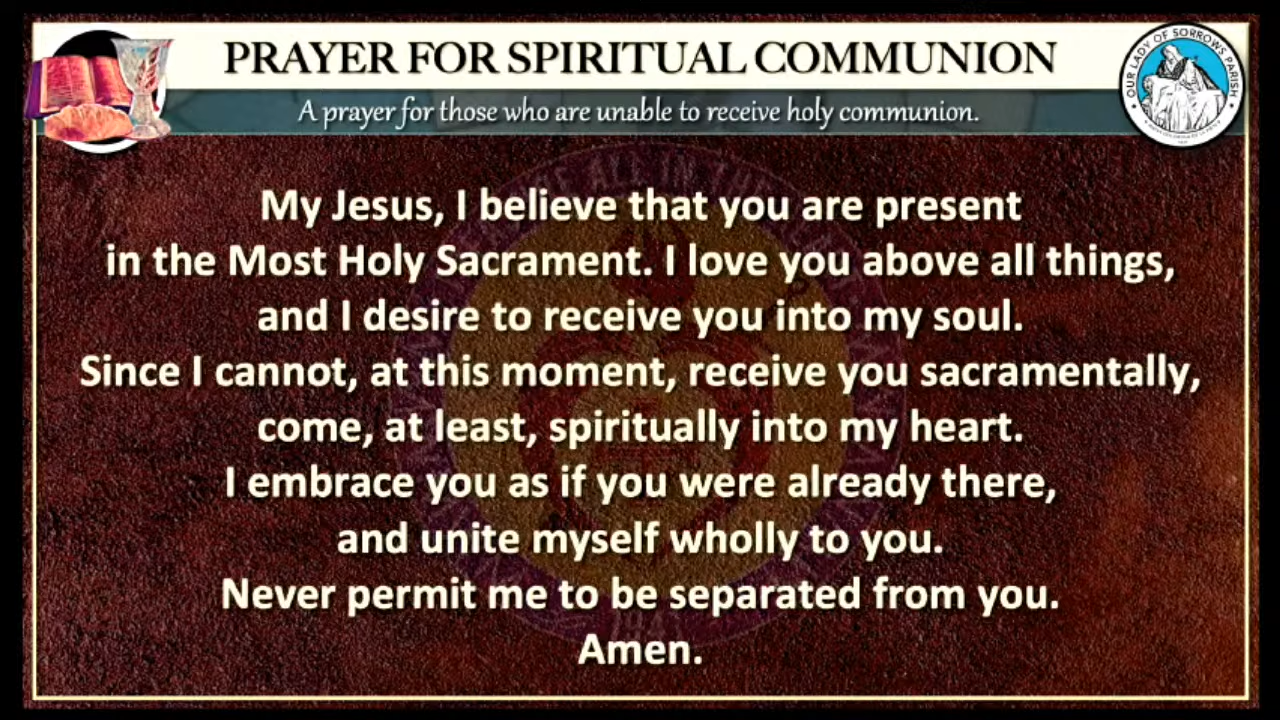 PRAYER FOR SPIRITUAL COMMUNION
A prayer for those who are unable to receive holy communion.
OUR LADY OF SORROWS PARISH
My Jesus, I believe that you are present
in the Most Holy Sacrament. I love you above all things,
and I desire to receive you into my soul.
Since I cannot, at this moment, receive you sacramentally,
come, at least, spiritually into my heart.
I embrace you as if you were already there,
and unite myself wholly to you.
Never permit me to be separated from you.
Amen.